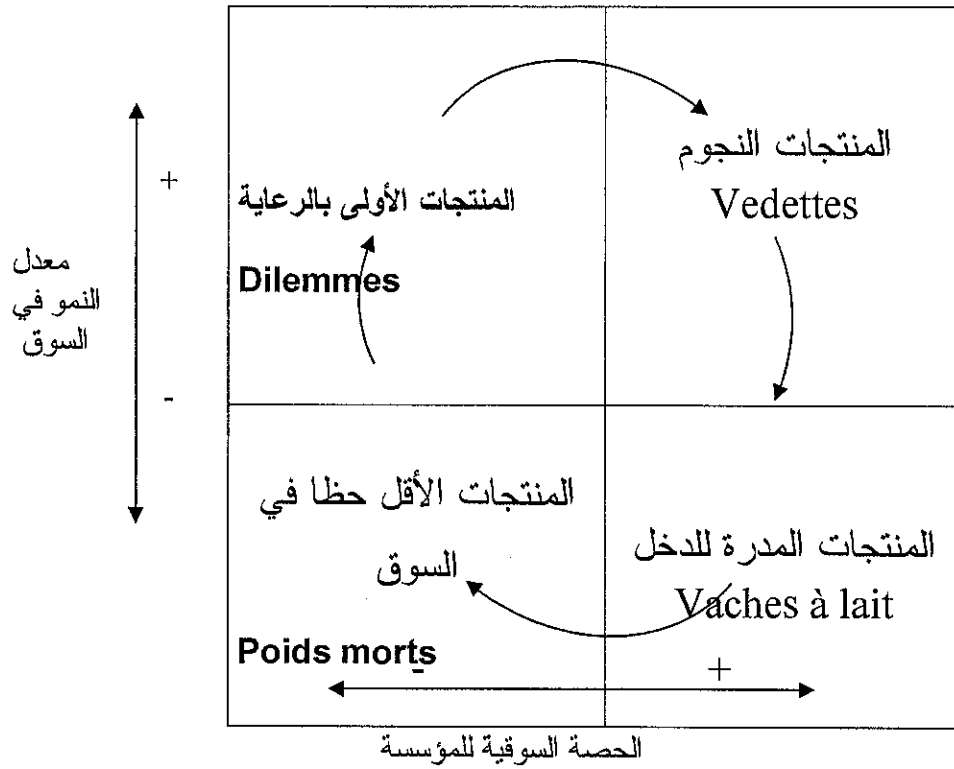 المنتجات النجوم
Vedettes
+
المنتجات الأولى بالرعاية
Dilemmes
معدل
النمو في
السوق
-
المنتجات الأقل حظا في
السوق
المنتجات المدرة للدخل
Vaches à lait
Poids morts
-
+
الحصة السوقية للمؤسسة